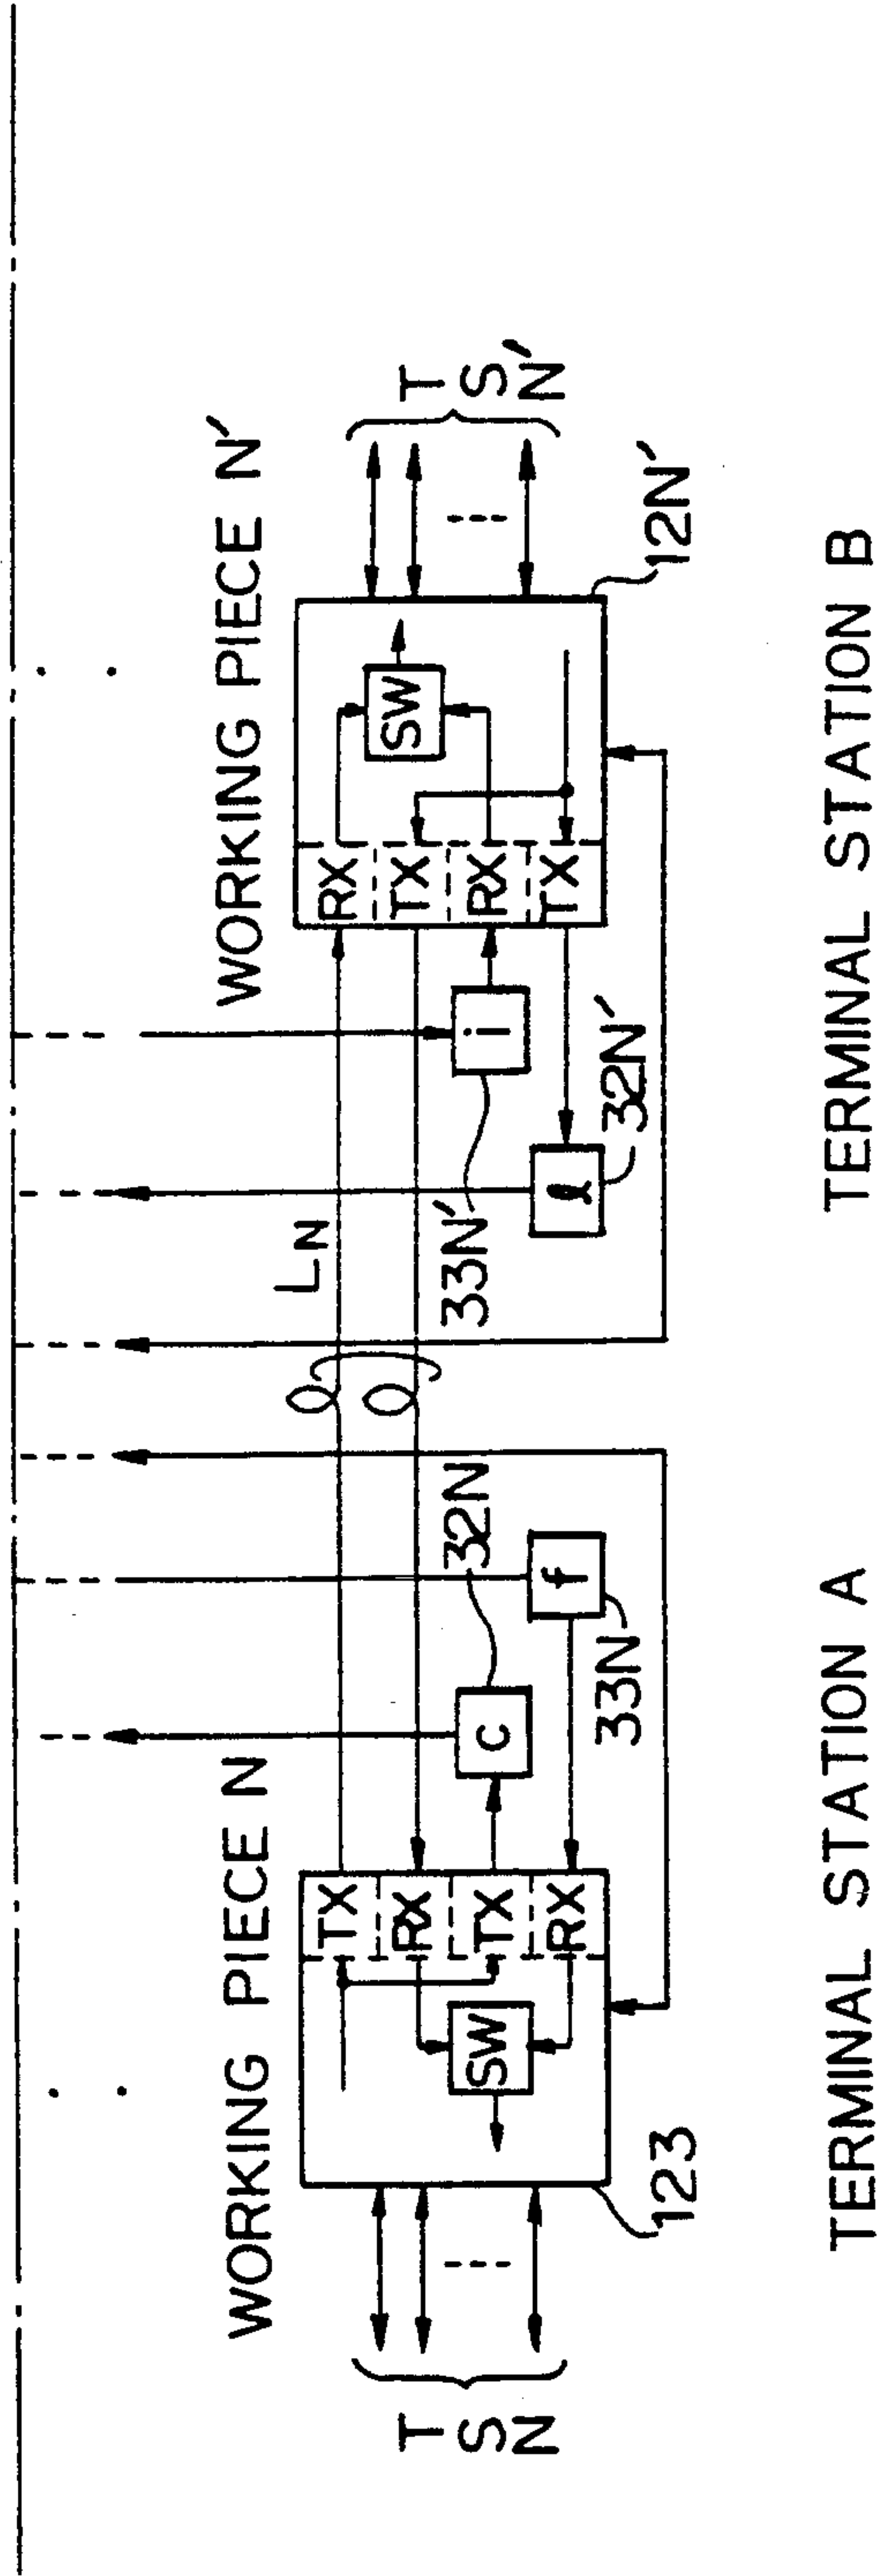 WORKING PIECE N
WORKING PIECE N'
T S N
TX
RX
TX
RX
SW
123
C
32N
f
33N
LN
33N'
i
l
32N'
RX
TX
RX
TX
SW
12N'
T S N'
TERMINAL STATION A
TERMINAL STATION B